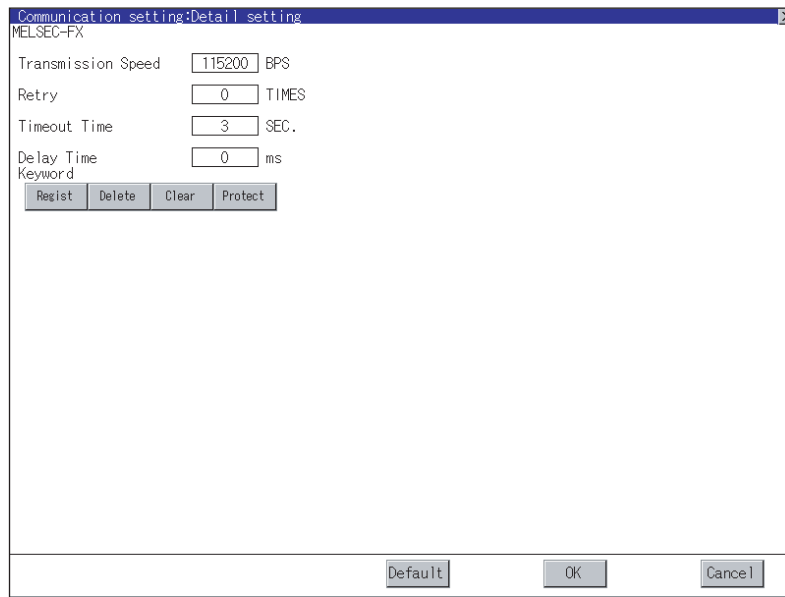 Communication setting:Detail setting
MELSEC-FX
Transmission Speed 115200 BPS
Retry 0 TIMES
Timeout Time 3 SEC.
Delay Time 0 ms
Keyword
Regist Delete Clear Protect
Default OK Cancel